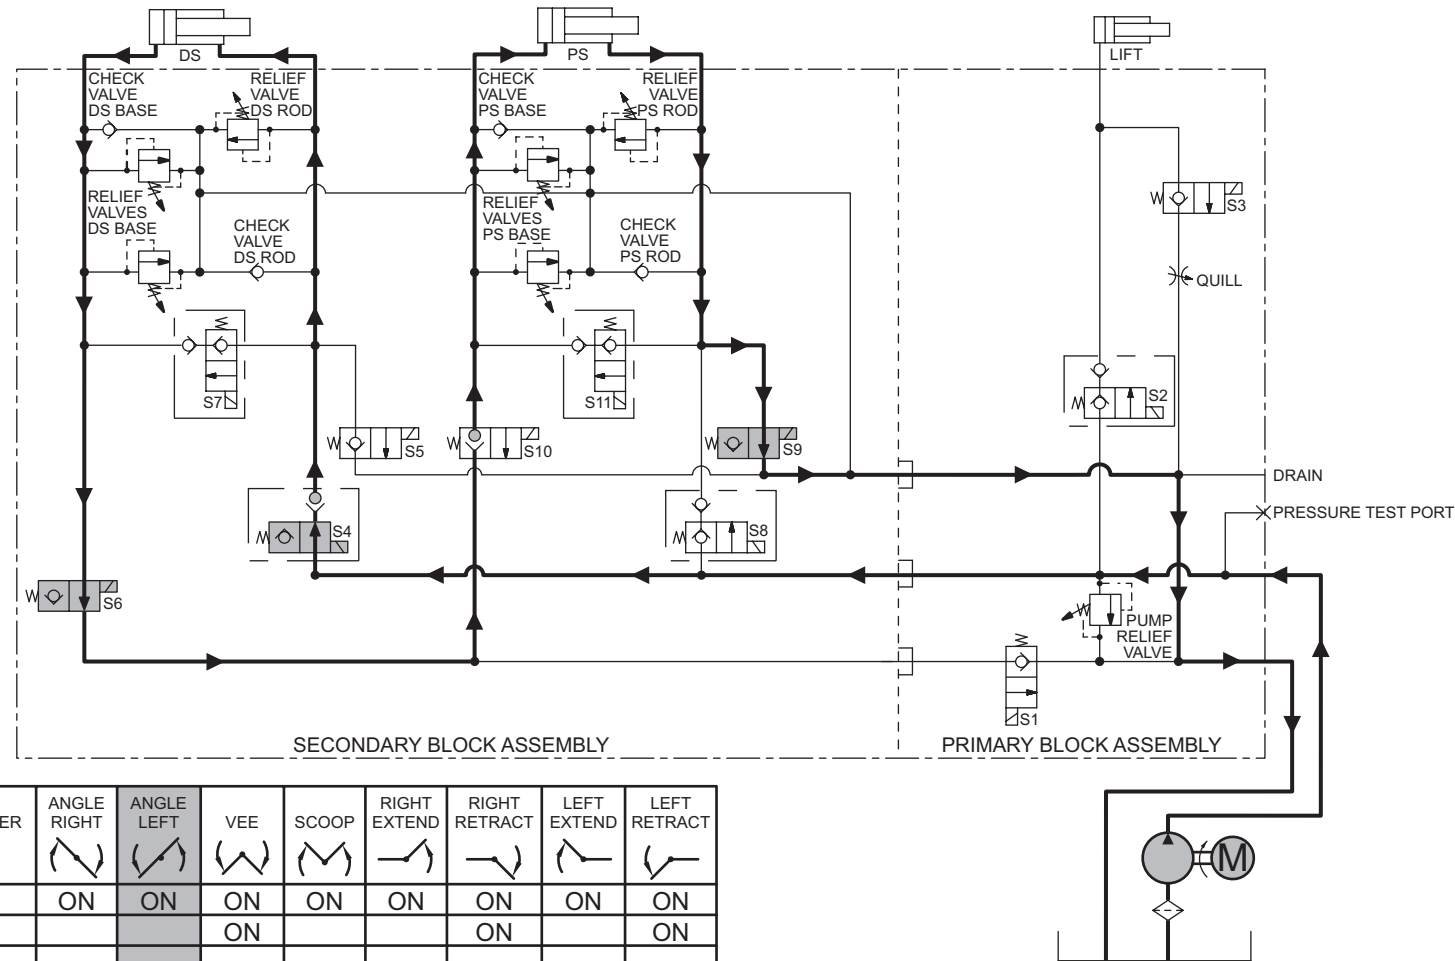 DS
PS
LIFT
CHECK
VALVE
DS BASE
RELIEF
VALVE
DS ROD
CHECK
VALVE
PS BASE
RELIEF
VALVE
PS ROD
S3
RELIEF
VALVES
DS BASE
CHECK
VALVE
DS ROD
RELIEF
VALVES
PS BASE
CHECK
VALVE
PS ROD
QUILL
S7
S11
S2
S5
S10
S9
DRAIN
PRESSURE TEST PORT
S4
S8
S6
PUMP
RELIEF
VALVE
S1
SECONDARY BLOCK ASSEMBLY
PRIMARY BLOCK ASSEMBLY
M
ER
ANGLE
RIGHT
ANGLE
LEFT
VEE
SCOOP
RIGHT
EXTEND
RIGHT
RETRACT
LEFT
EXTEND
LEFT
RETRACT
ON ON ON ON ON ON ON ON
ON ON ON